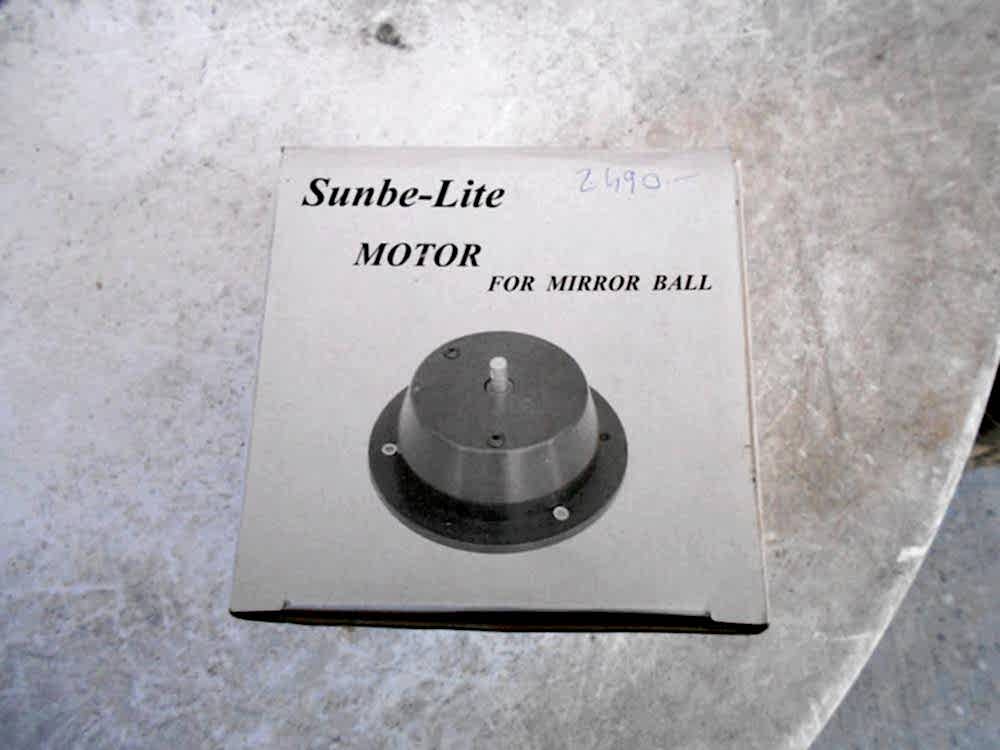 Sunbe-Lite
2490.-
MOTOR
FOR MIRROR BALL